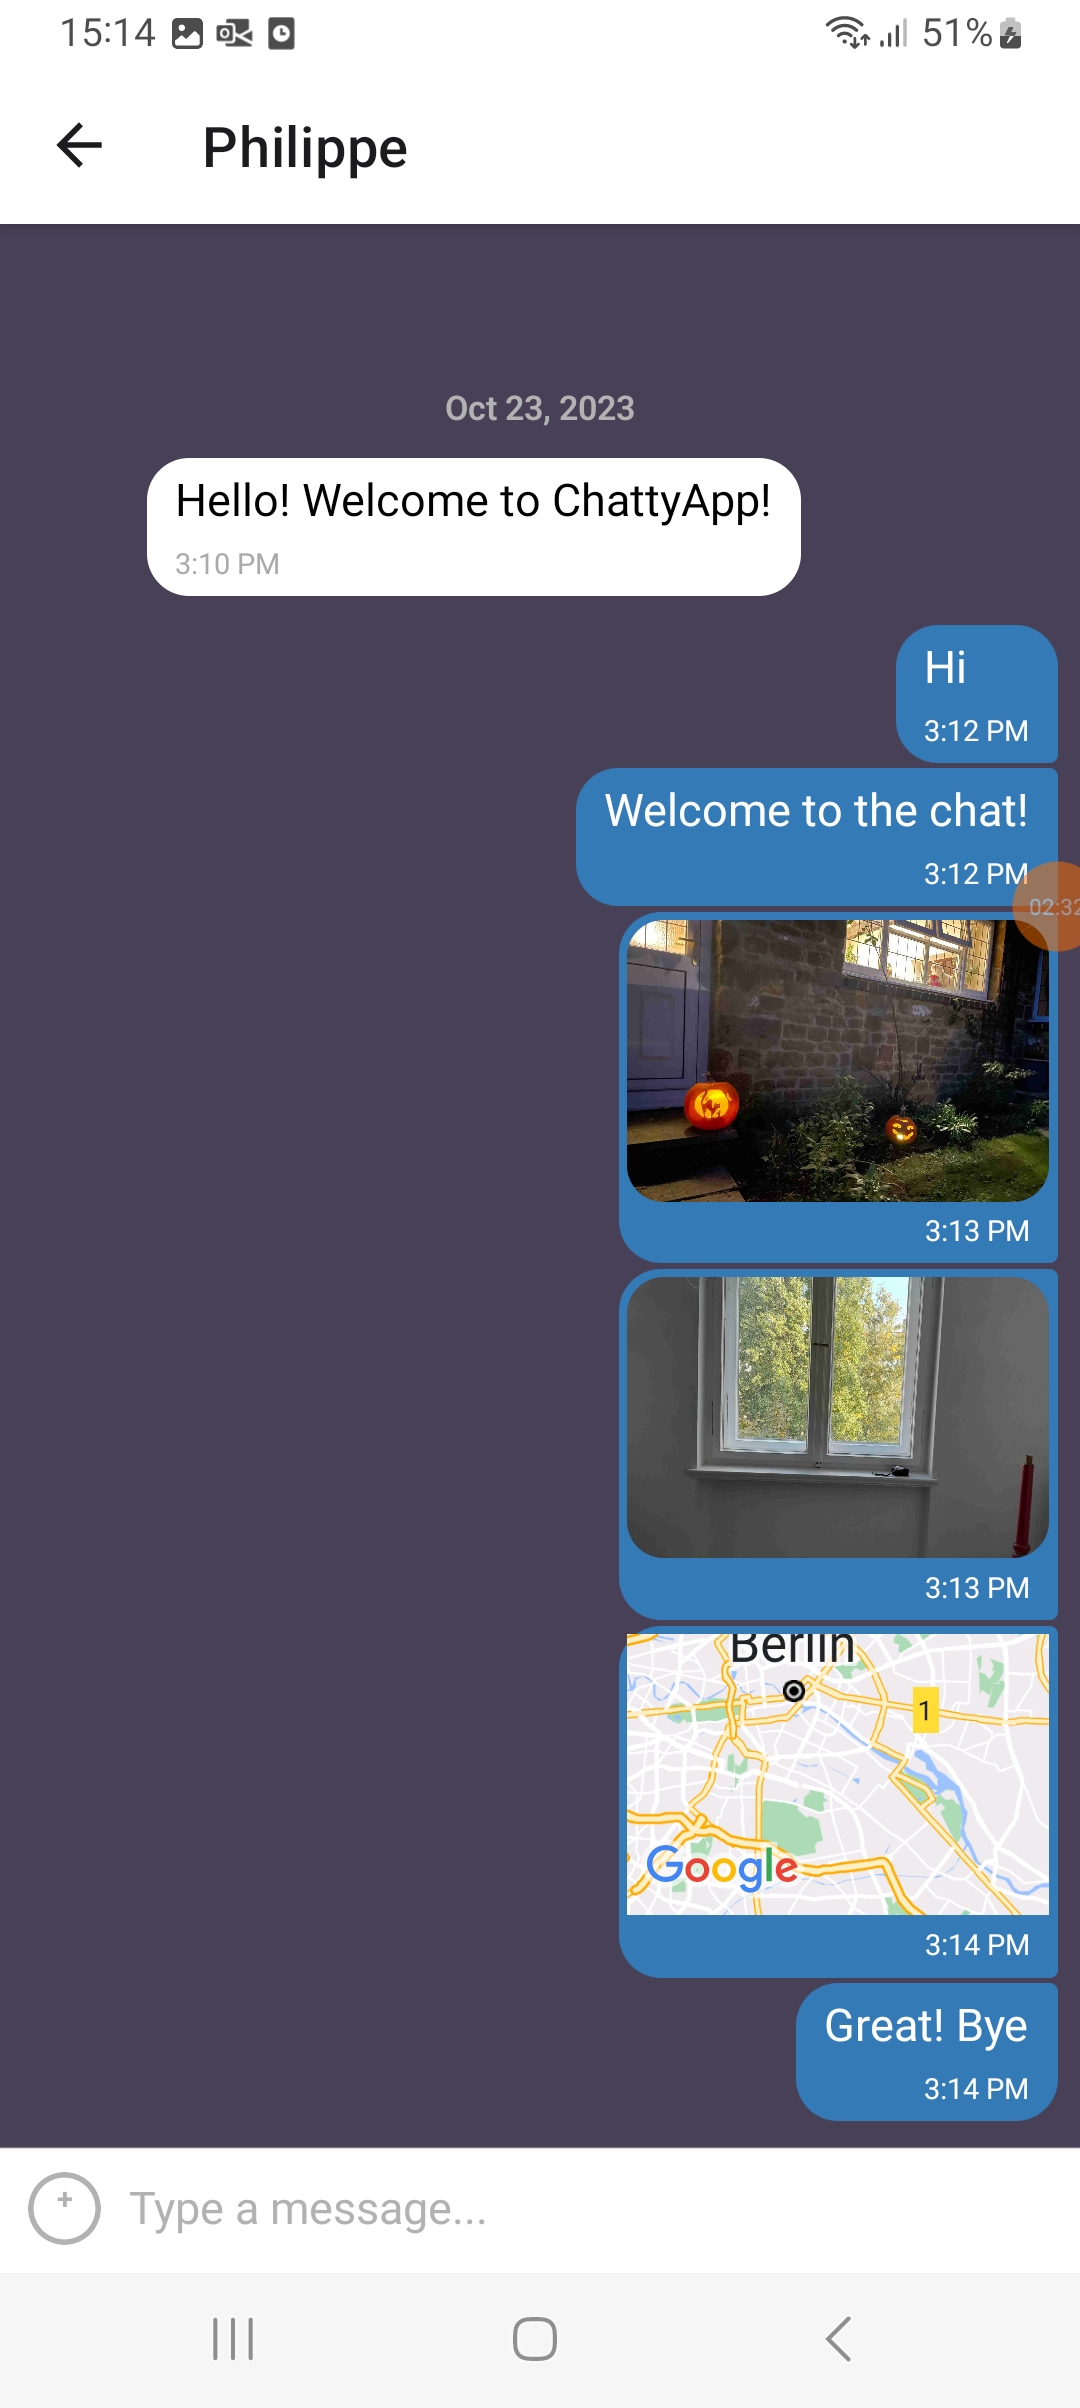 15:14 51%
Philippe
Oct 23, 2023
Hello! Welcome to ChattyApp!
3:10 PM
Hi
3:12 PM
Welcome to the chat!
3:12 PM
02:32
3:13 PM
3:13 PM
Berlin
1
Google
3:14 PM
Great! Bye
3:14 PM
Type a message...